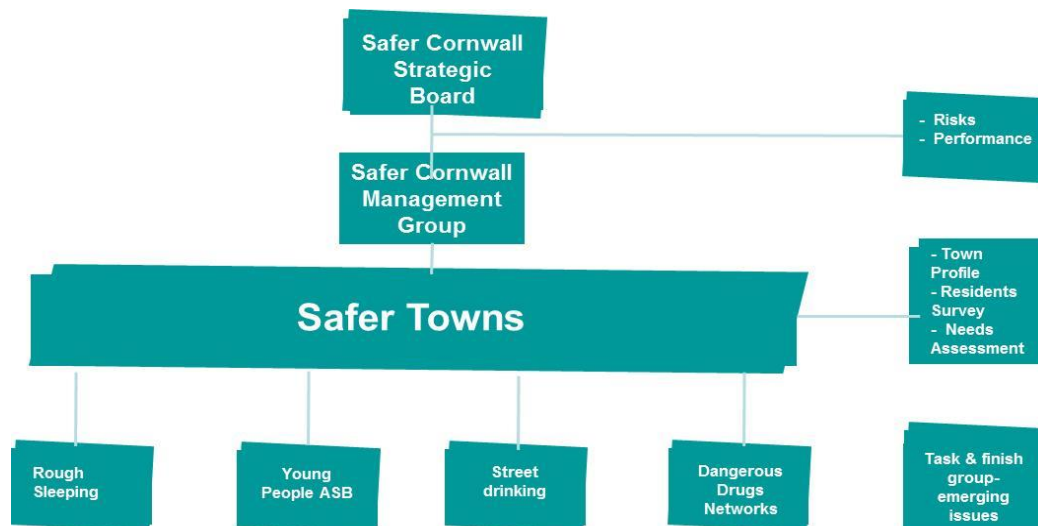 Safer Cornwall
Strategic
Board
- Risks
- Performance
Safer Cornwall
Management
Group
- Town
Profile
- Residents
Survey
- Needs
Assessment
Safer Towns
Rough
Sleeping
Young
People ASB
Street
drinking
Dangerous
Drugs
Networks
Task & finish
group-
emerging
issues